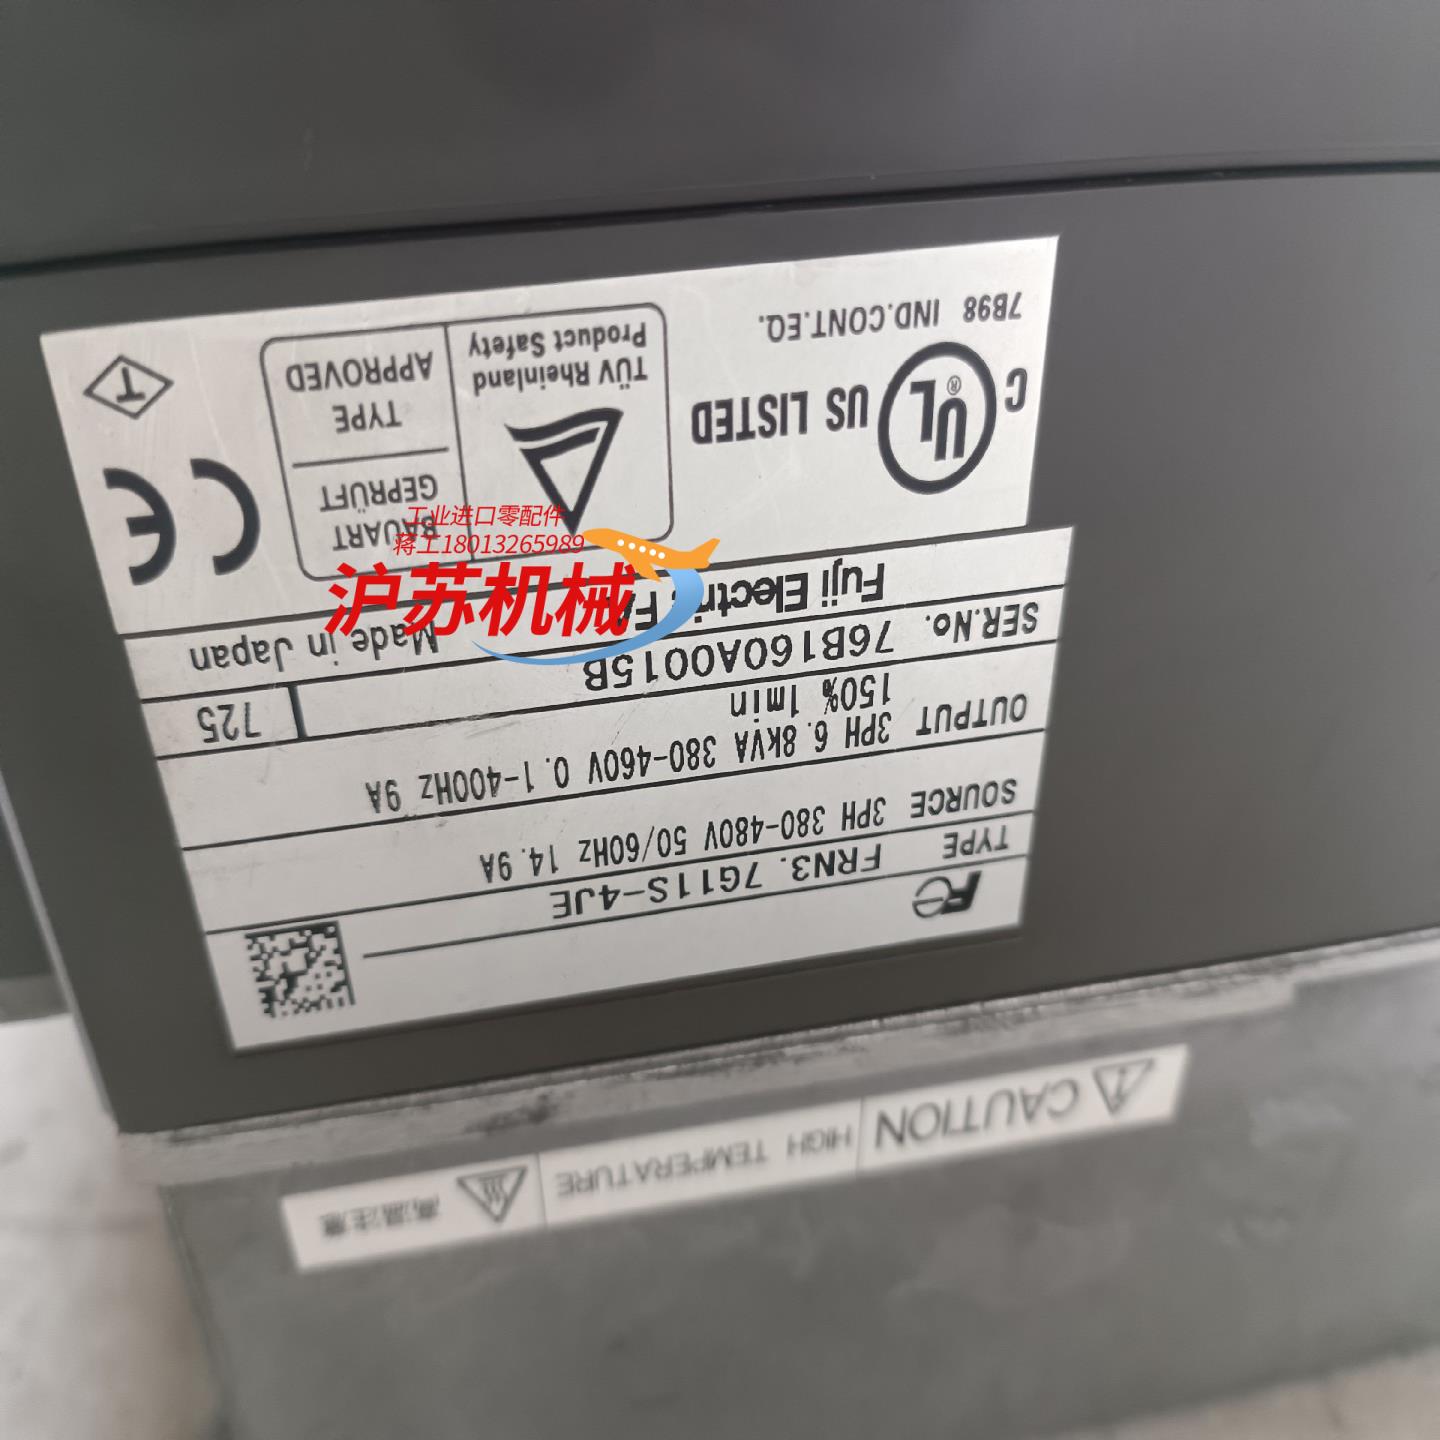 TYPE FRN3.7G11S-4JE
SOURCE 3PH 380-480V 50/60Hz 14.9A
OUTPUT 3PH 6.8kVA 380-460V 0.1-400Hz 9A
150% 1min
SER.No. 76B160A0015B 725
Fuji Electric FA Made in Japan
C UL® US LISTED
7B98 IND.CONT.EQ.
TÜV Rheinland
Product Safety
BAUART
GEPRÜFT
TYPE
APPROVED
CE
T
CAUTION HIGH TEMPERATURE 高温注意
工业进口零配件
蒋工18013265989
沪苏机械